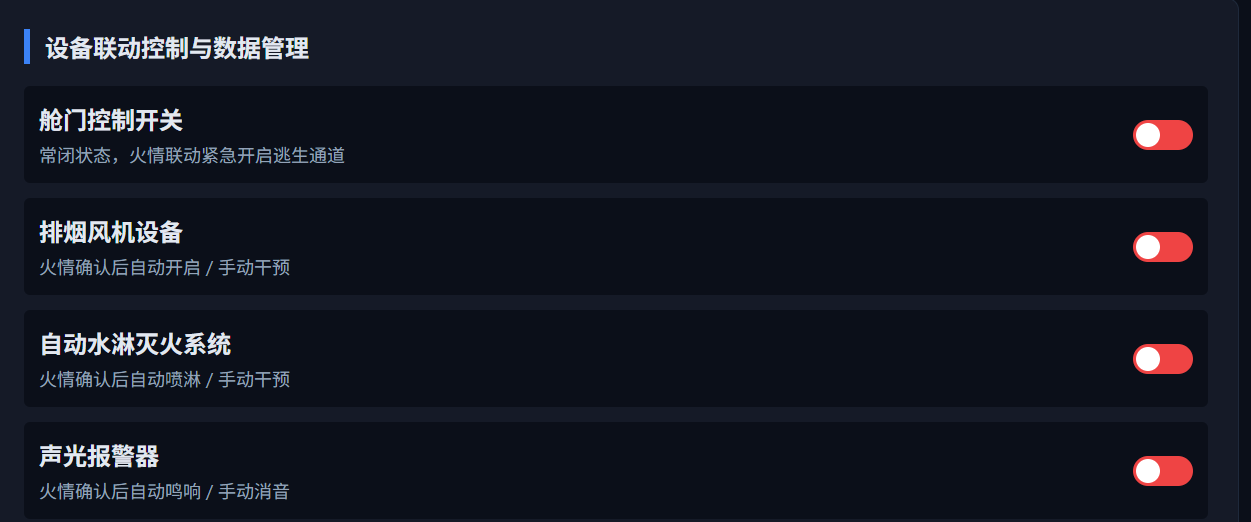 设备联动控制与数据管理
舱门控制开关
常闭状态，火情联动紧急开启逃生通道
排烟风机设备
火情确认后自动开启 / 手动干预
自动水淋灭火系统
火情确认后自动喷淋 / 手动干预
声光报警器
火情确认后自动鸣响 / 手动消音